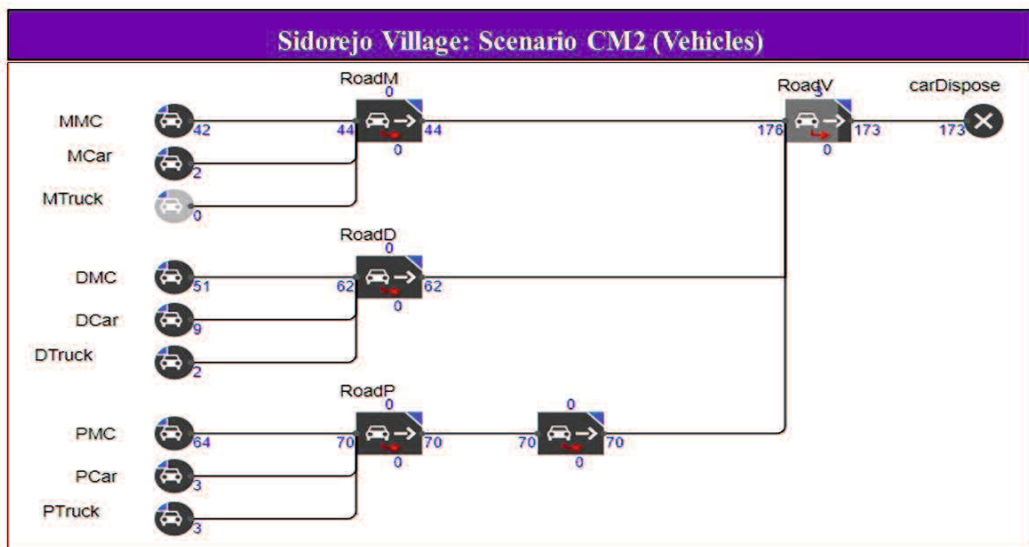 Sidorejo Village: Scenario CM2 (Vehicles)
RoadM
0
RoadV
3
carDispose
MMC
42
44
44
176
173
173
MCar
2
0
0
MTruck
0
RoadD
0
DMC
51
62
62
DCar
9
0
DTruck
2
RoadP
0
0
PMC
64
70
70
70
70
PCar
3
0
0
PTruck
3